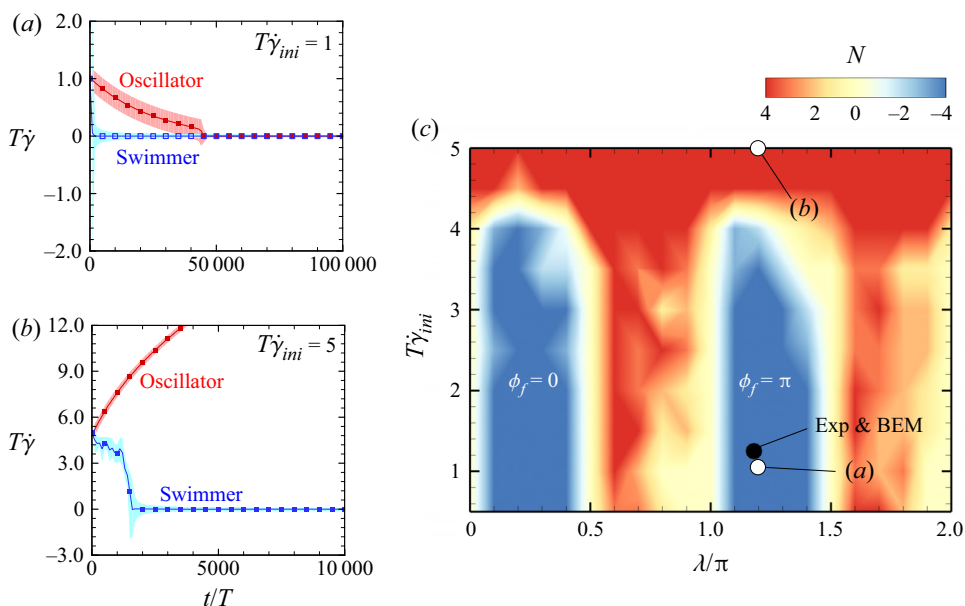 (a)
2.0
1.0
0
−1.0
−2.0
Tγ̇
Tγ̇ini = 1
Oscillator
Swimmer
0
50 000
100 000
(b)
12.0
9.0
6.0
3.0
0
−3.0
Tγ̇
Tγ̇ini = 5
Oscillator
Swimmer
0
5000
10 000
t/T
N
4
2
0
−2
−4
(c)
5
4
3
2
1
Tγ̇ini
(b)
ϕf = 0
ϕf = π
Exp & BEM
(a)
0
0.5
1.0
1.5
2.0
λ/π